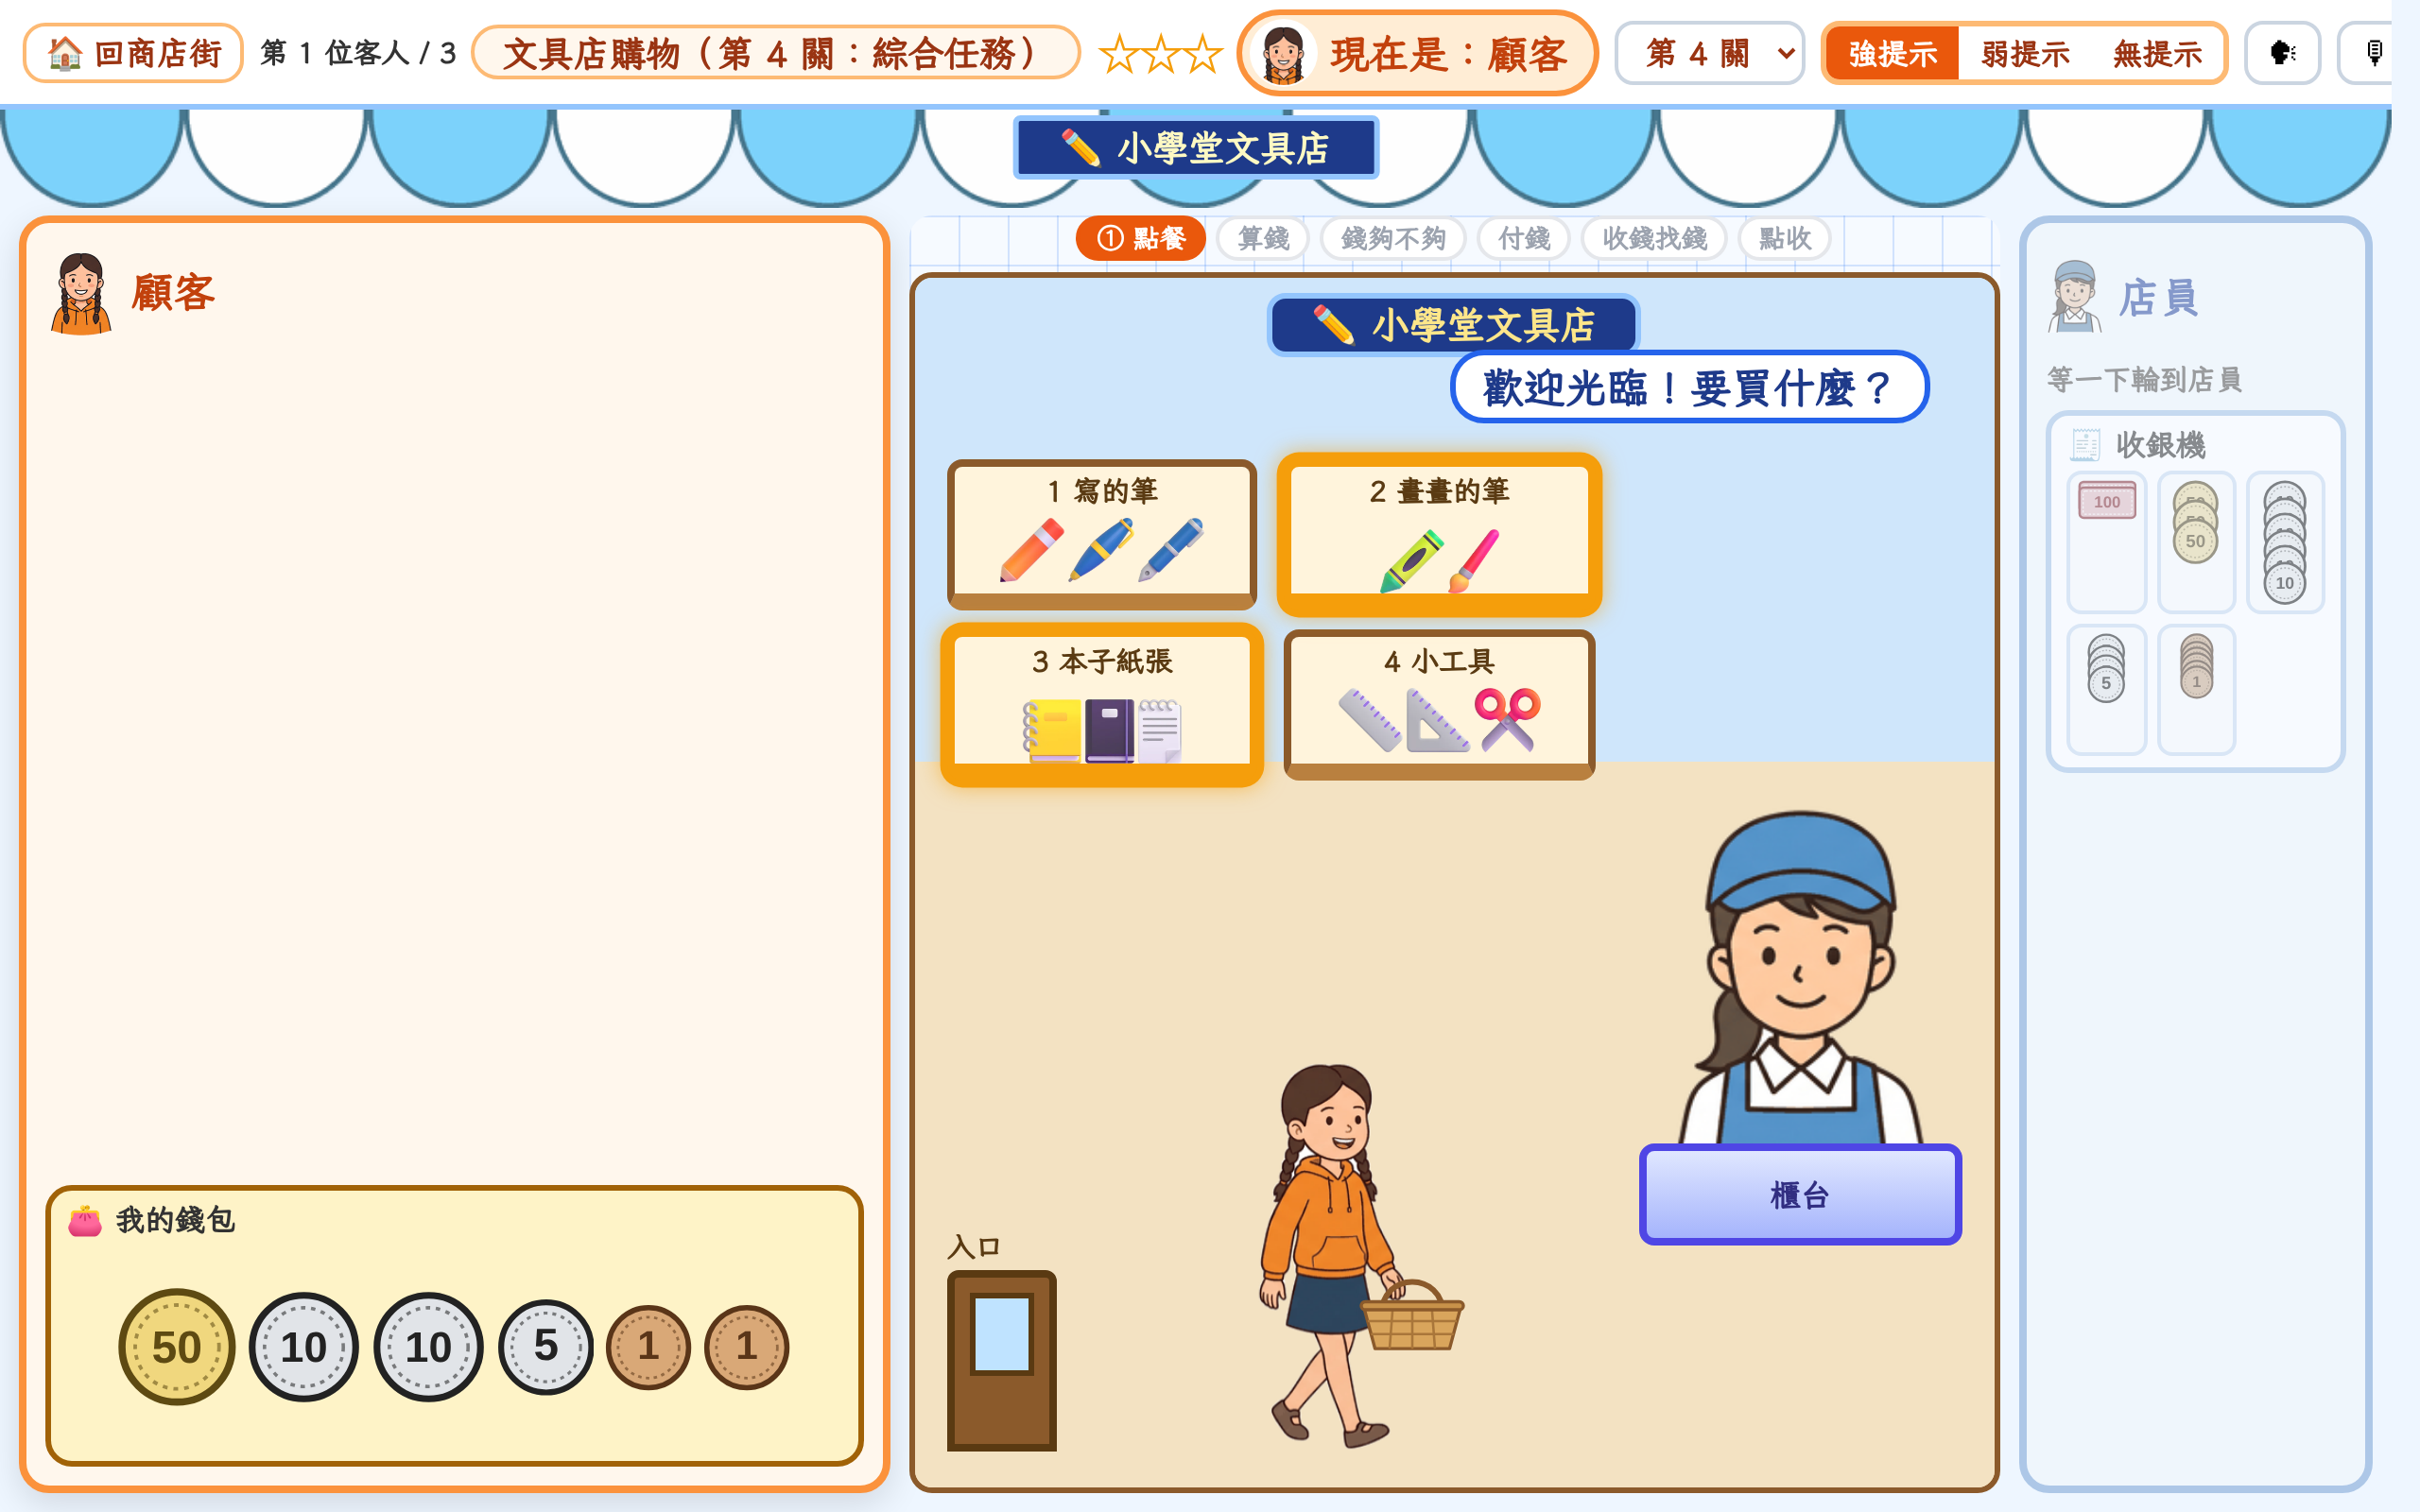 回商店街
第 1 位客人 / 3
文具店購物（第 4 關：綜合任務）
現在是：顧客
第 4 關
強提示
弱提示
無提示
小學堂文具店
顧客
① 點餐
算錢
錢夠不夠
付錢
收錢找錢
點收
店員
小學堂文具店
歡迎光臨！要買什麼？
等一下輪到店員
收銀機
100
50
10
5
1
1 寫的筆
2 畫畫的筆
3 本子紙張
4 小工具
櫃台
入口
我的錢包
50
10
10
5
1
1